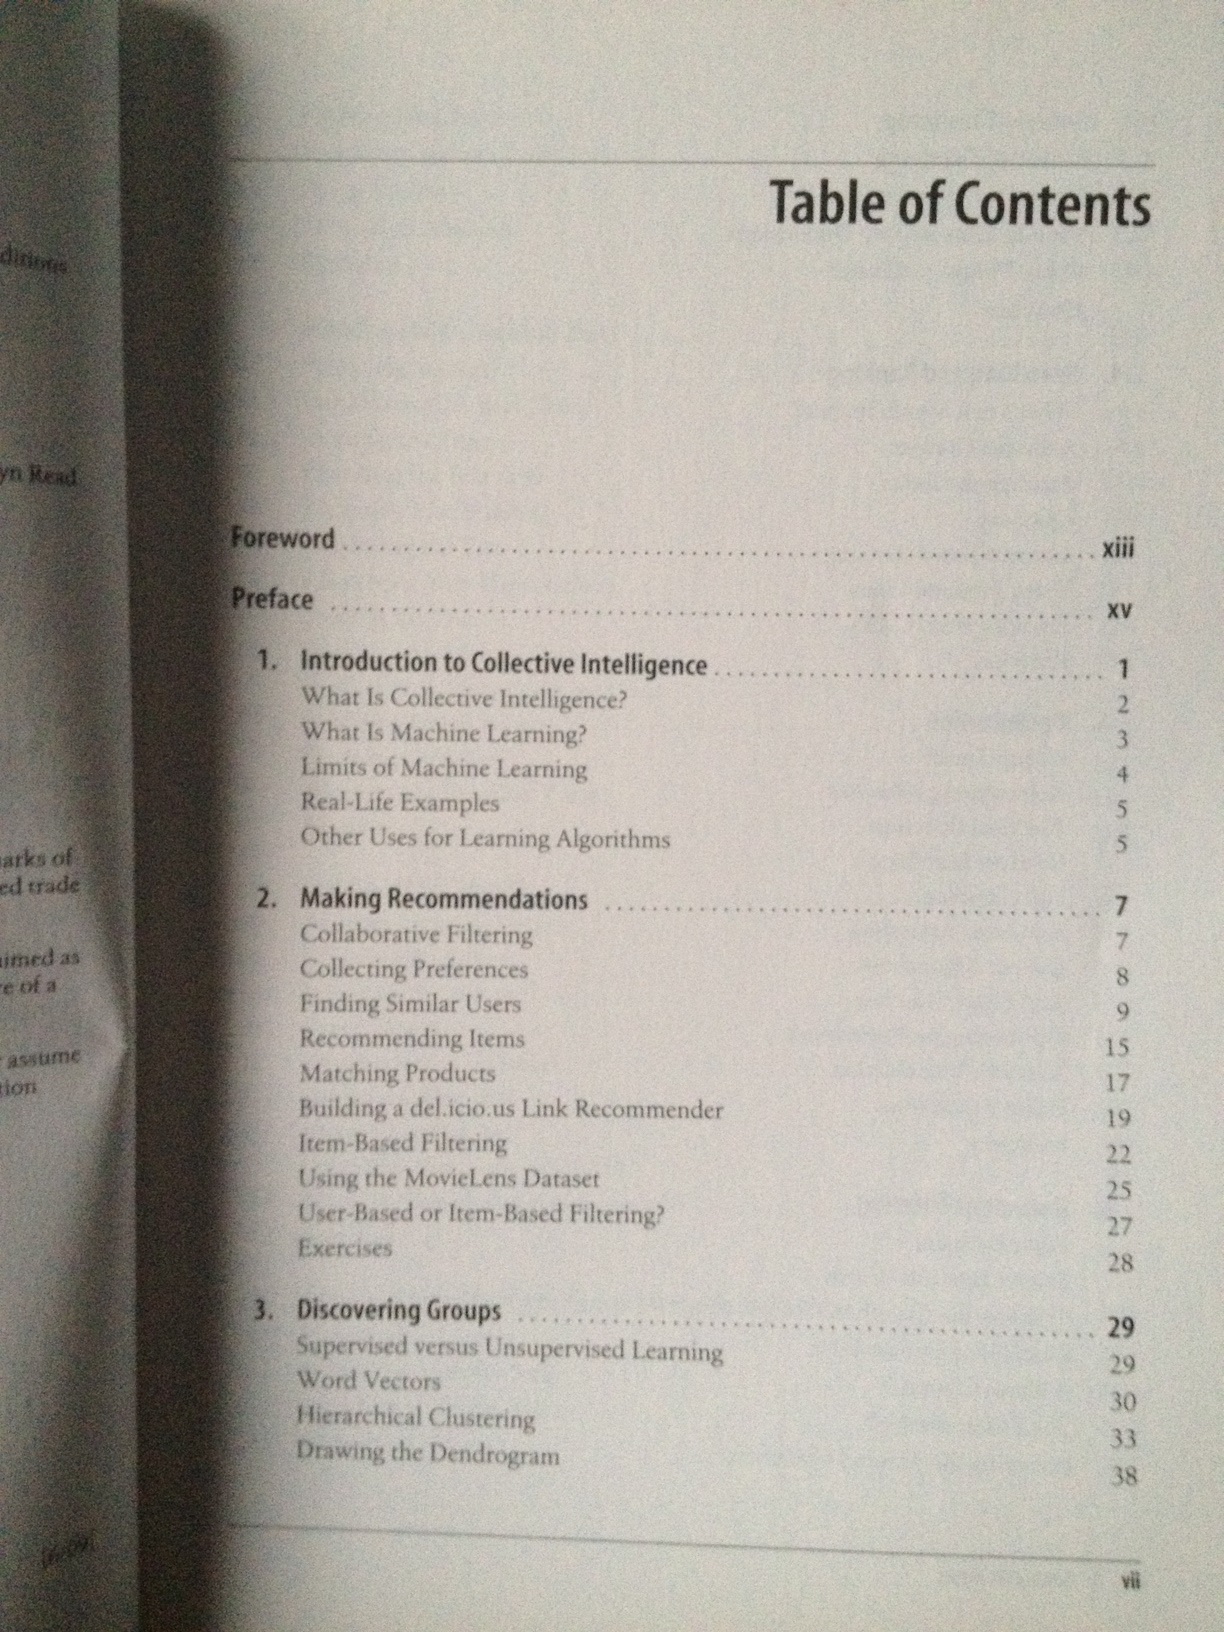 ditions
yn Read
arks of
ed trade
imed as
re of a
assume
tion
Table of Contents
Foreword ........ xiii
Preface ........ xv
1. Introduction to Collective Intelligence ........ 1
What Is Collective Intelligence? 2
What Is Machine Learning? 3
Limits of Machine Learning 4
Real-Life Examples 5
Other Uses for Learning Algorithms 5
2. Making Recommendations ........ 7
Collaborative Filtering 7
Collecting Preferences 8
Finding Similar Users 9
Recommending Items 15
Matching Products 17
Building a del.icio.us Link Recommender 19
Item-Based Filtering 22
Using the MovieLens Dataset 25
User-Based or Item-Based Filtering? 27
Exercises 28
3. Discovering Groups ........ 29
Supervised versus Unsupervised Learning 29
Word Vectors 30
Hierarchical Clustering 33
Drawing the Dendrogram 38
vii